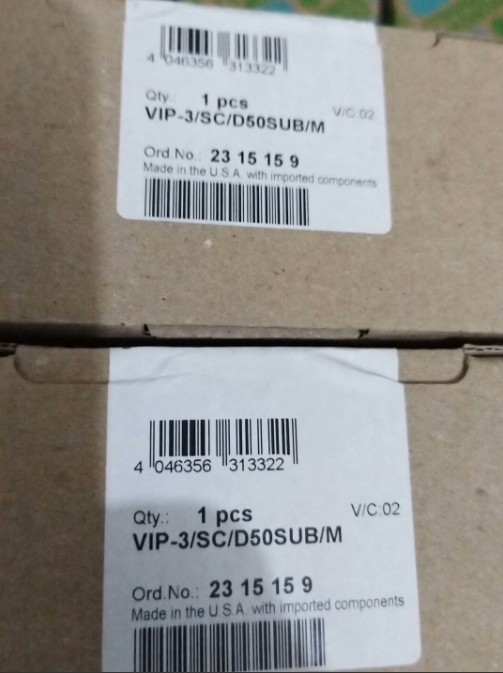 4 046356 313322
Qty.: 1 pcs V/C:02
VIP-3/SC/D50SUB/M
Ord.No.: 23 15 15 9
Made in the U.S.A. with imported components
4 046356 313322
Qty.: 1 pcs V/C:02
VIP-3/SC/D50SUB/M
Ord.No.: 23 15 15 9
Made in the U.S.A. with imported components